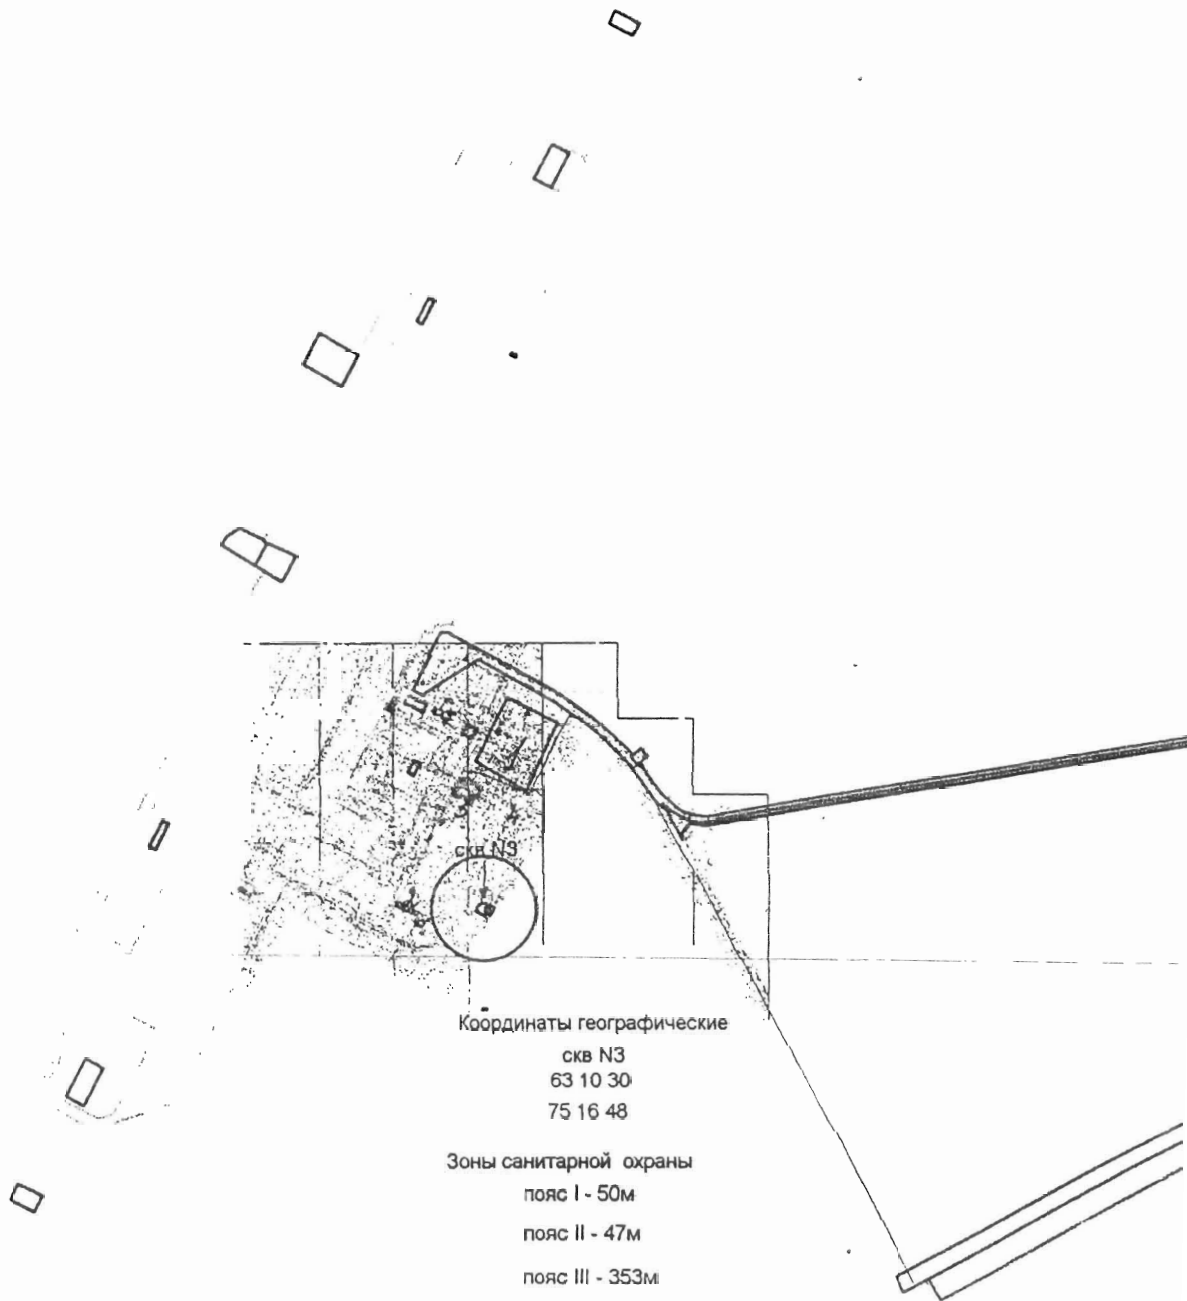 скв N3
Координаты географические
скв N3
63 10 30
75 16 48
Зоны санитарной охраны
пояс I - 50м
пояс II - 47м
пояс III - 353м